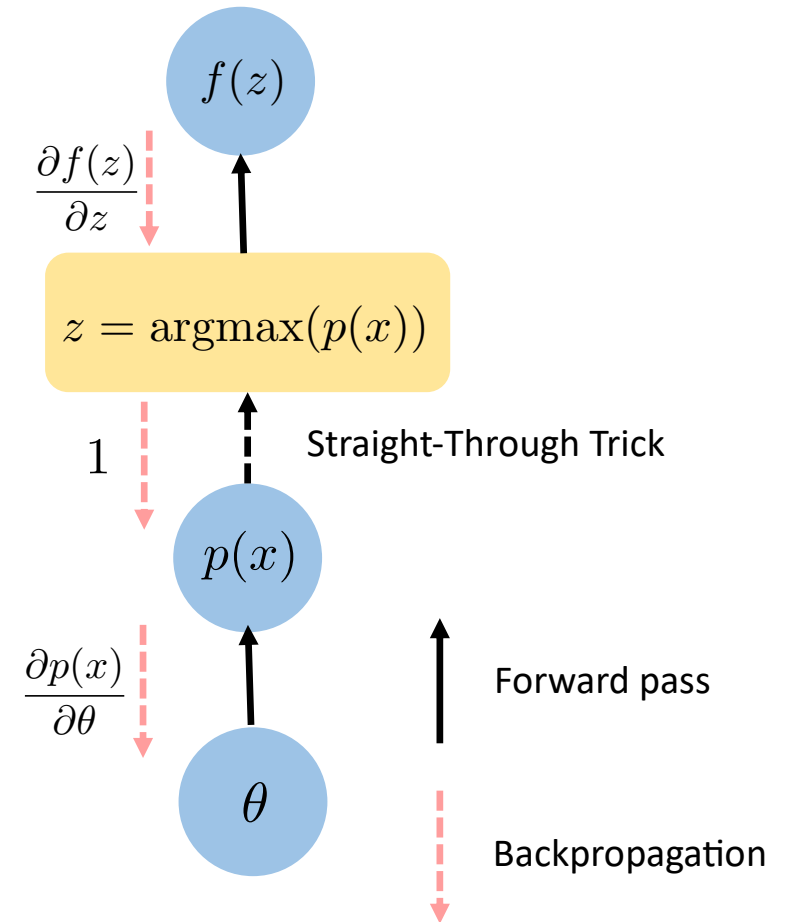 f(z)
∂f(z)
∂z
z = argmax(p(x))
1
Straight-Through Trick
p(x)
∂p(x)
∂θ
Forward pass
θ
Backpropagation